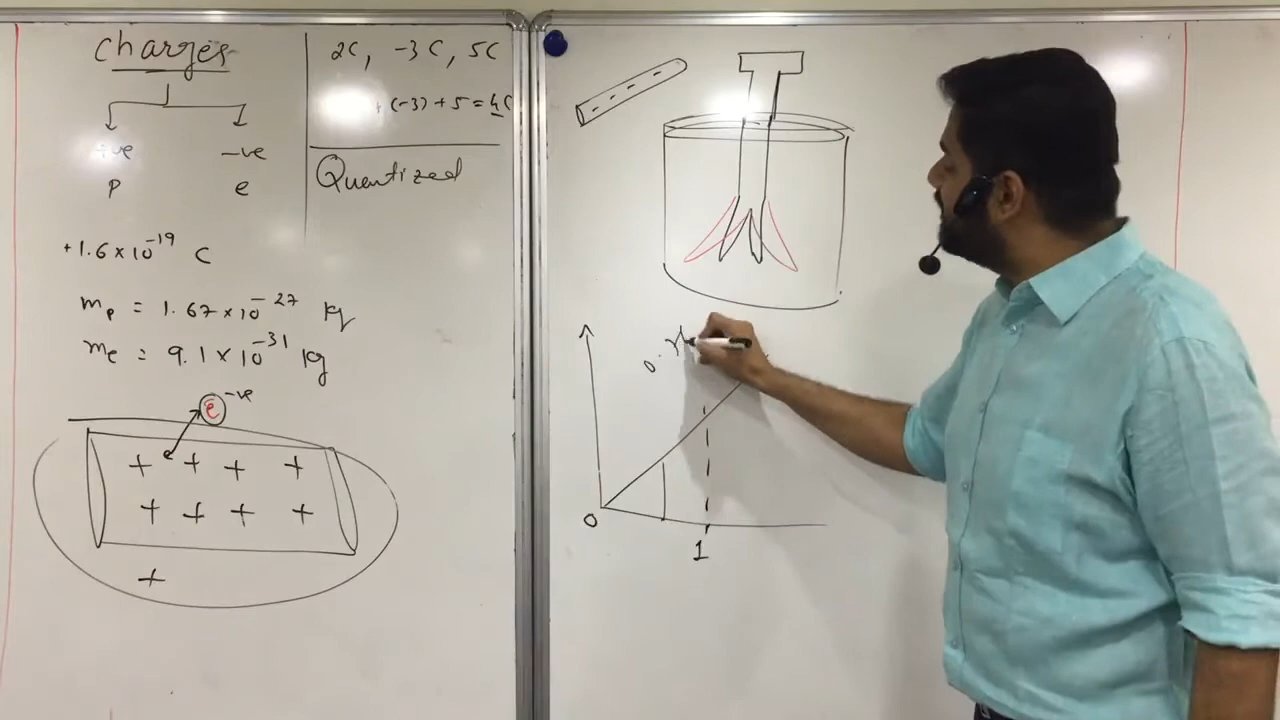 Charges
+ve -ve
p e
+1.6×10⁻¹⁹ C
mₚ = 1.67×10⁻²⁷ kg
mₑ = 9.1×10⁻³¹ kg
e⁻ -ve
+ + + +
+ + + +
+
2C, -3C, 5C
+(-3)+5=4C
Quantized
0.
0
1